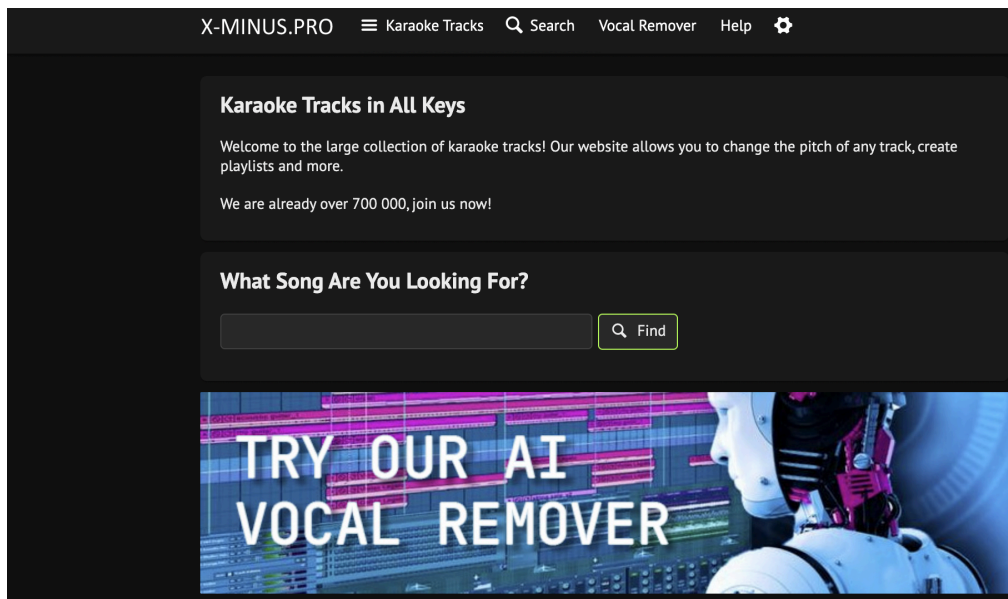 X-MINUS.PRO Karaoke Tracks Search Vocal Remover Help
Karaoke Tracks in All Keys
Welcome to the large collection of karaoke tracks! Our website allows you to change the pitch of any track, create
playlists and more.
We are already over 700 000, join us now!
What Song Are You Looking For?
Find
TRY OUR AI
VOCAL REMOVER